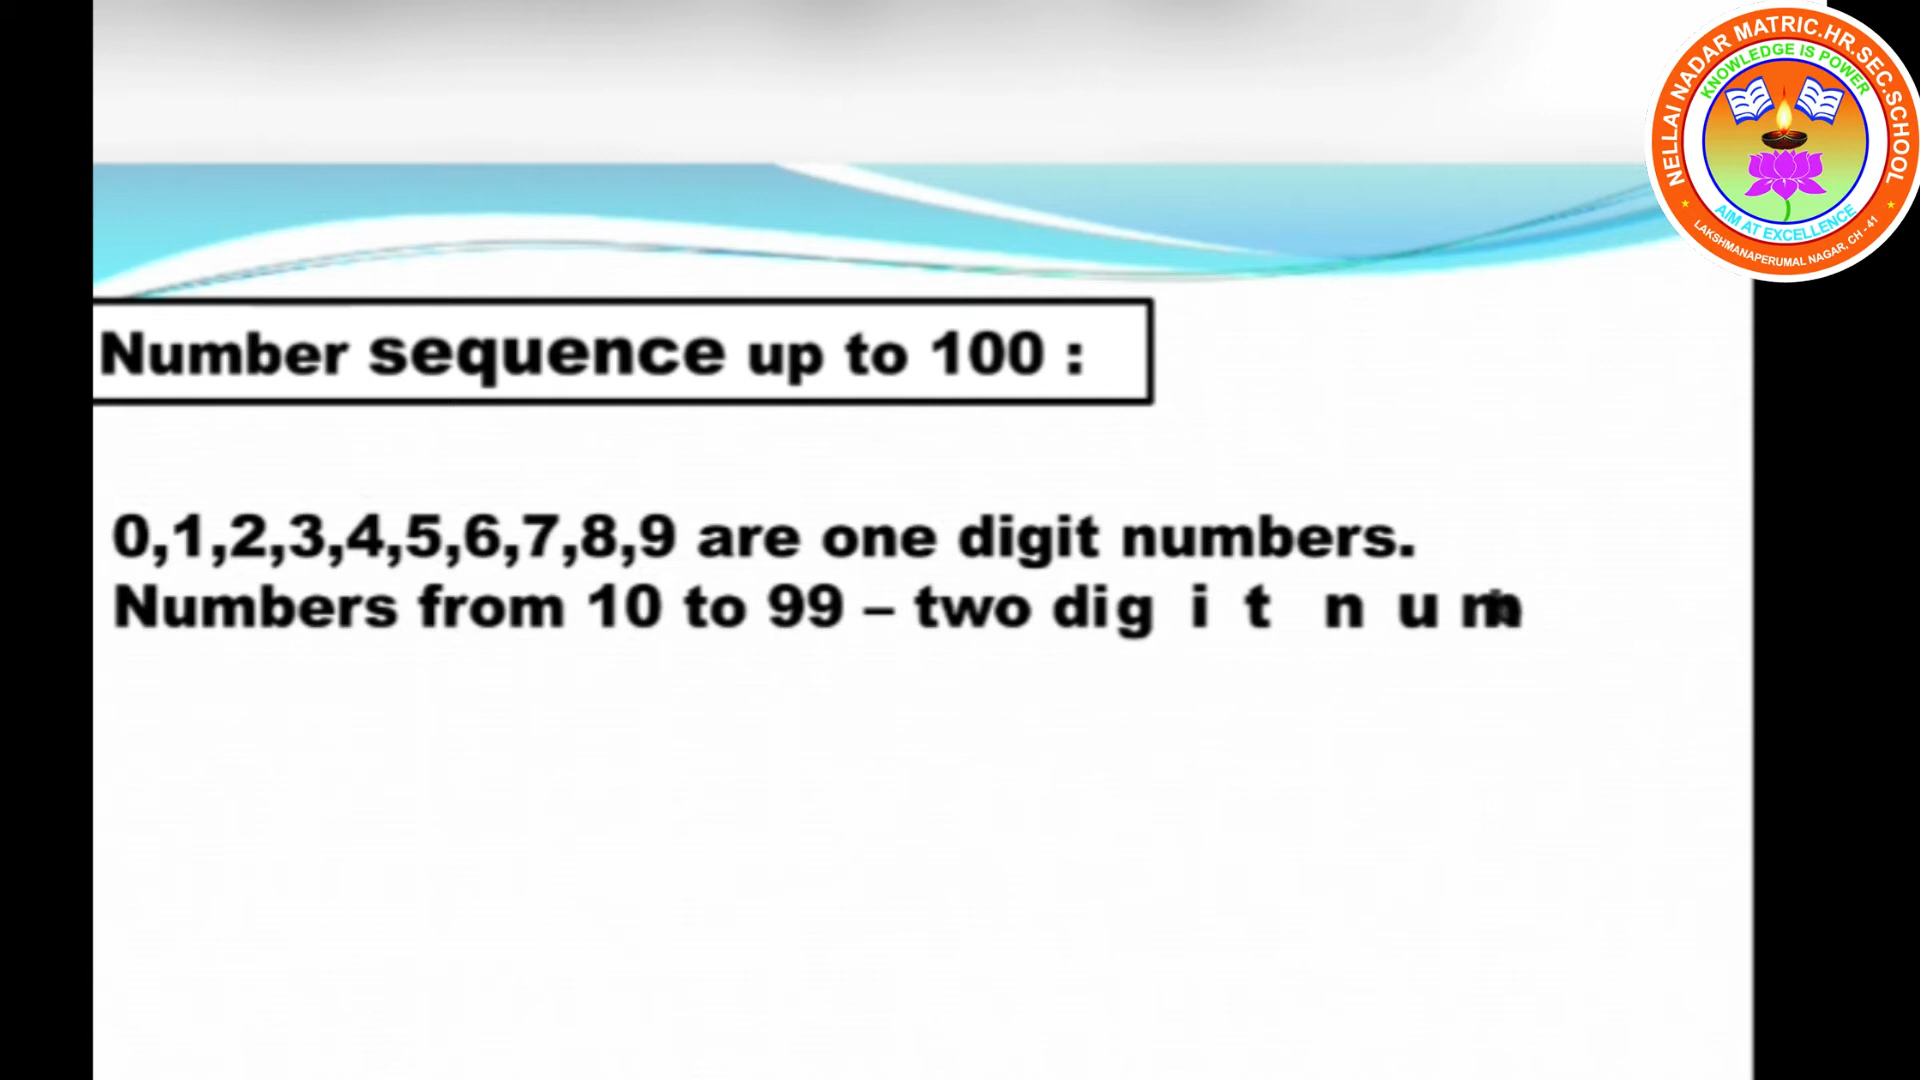 NELLAI NADAR MATRIC.HR.SEC.SCHOOL
KNOWLEDGE IS POWER
AIM AT EXCELLENCE
LAKSHMANAPERUMAL NAGAR, CH - 41
Number sequence up to 100 :
0,1,2,3,4,5,6,7,8,9 are one digit numbers.
Numbers from 10 to 99 – two dig i t n u m